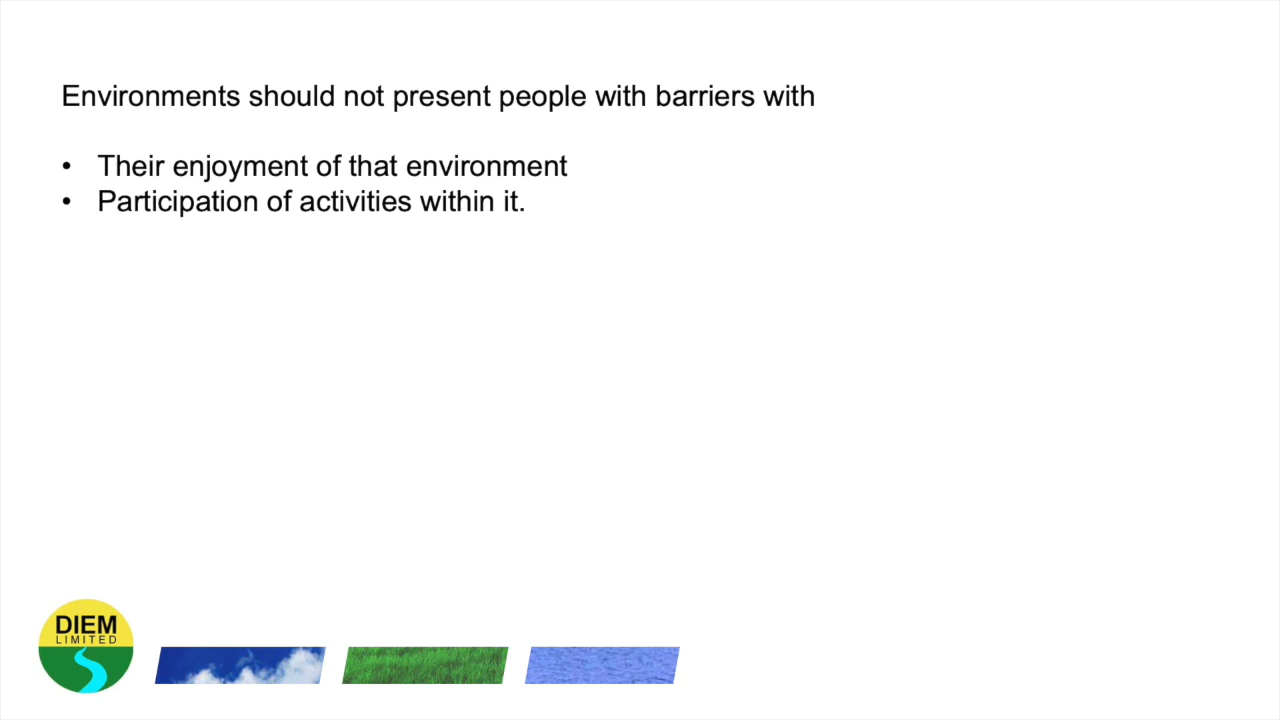 Environments should not present people with barriers with
• Their enjoyment of that environment
• Participation of activities within it.
DIEM
LIMITED